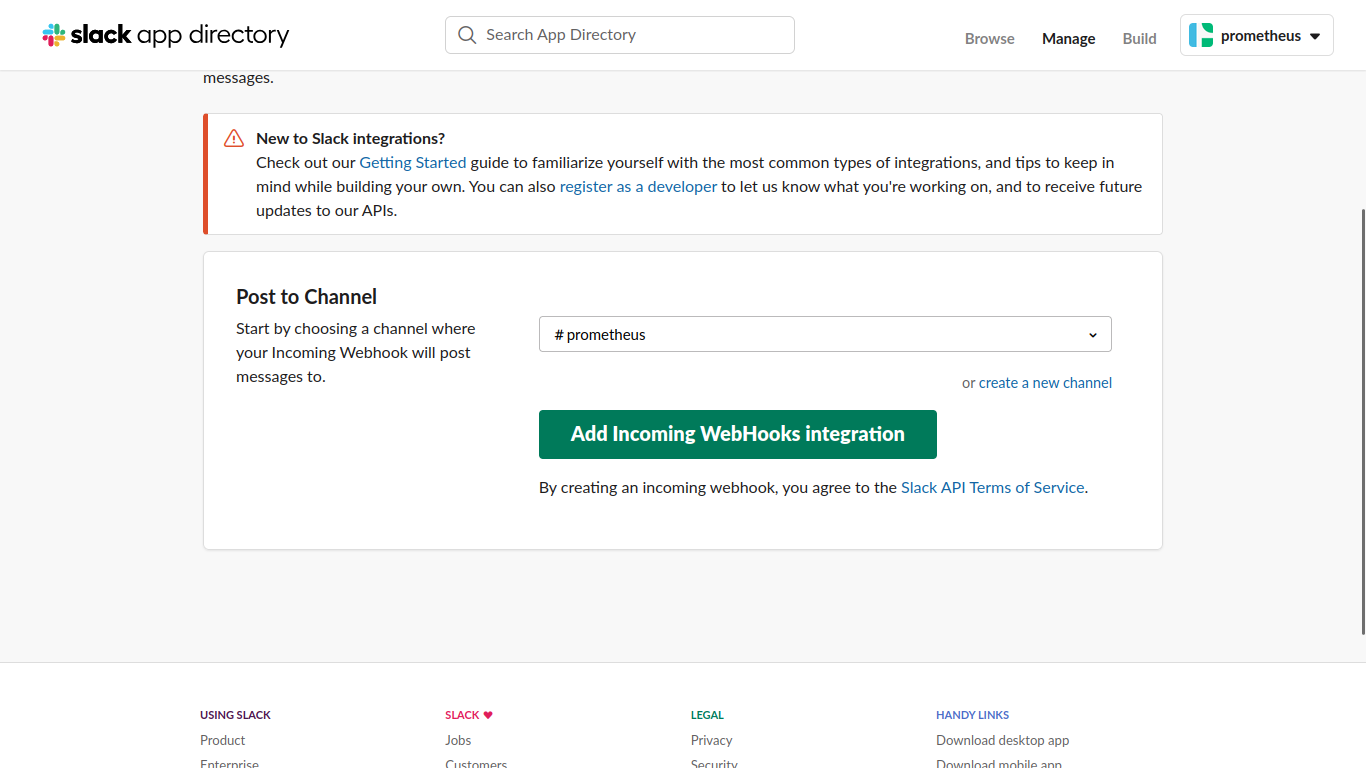 slack app directory
Search App Directory
Browse
Manage
Build
prometheus
messages.
New to Slack integrations?
Check out our Getting Started guide to familiarize yourself with the most common types of integrations, and tips to keep in
mind while building your own. You can also register as a developer to let us know what you're working on, and to receive future
updates to our APIs.
Post to Channel
Start by choosing a channel where
your Incoming Webhook will post
messages to.
# prometheus
or create a new channel
Add Incoming WebHooks integration
By creating an incoming webhook, you agree to the Slack API Terms of Service.
USING SLACK
Product
Enterprise
SLACK ♥
Jobs
Customers
LEGAL
Privacy
Security
HANDY LINKS
Download desktop app
Download mobile app